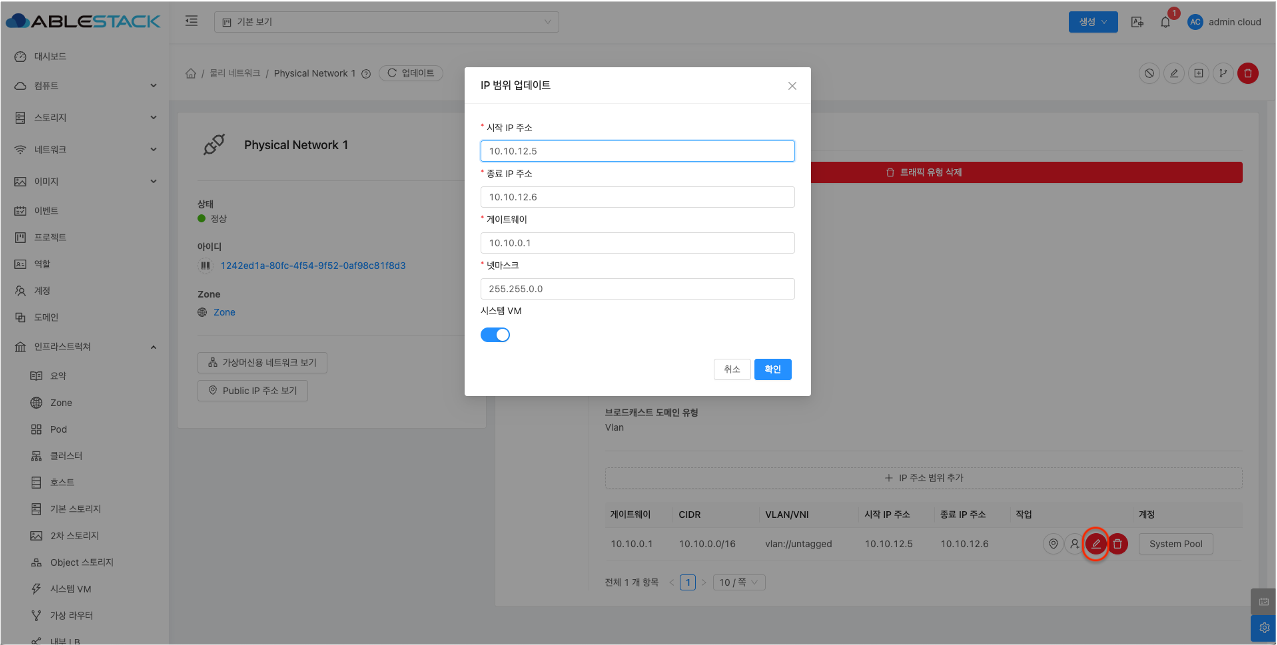 ABLESTACK
기본 보기
생성
1
AC
admin cloud
대시보드
컴퓨트
스토리지
네트워크
이미지
이벤트
프로젝트
역할
계정
도메인
인프라스트럭쳐
요약
Zone
Pod
클러스터
호스트
기본 스토리지
2차 스토리지
Object 스토리지
시스템 VM
가상 라우터
내부 LB
/ 물리 네트워크 / Physical Network 1
업데이트
Physical Network 1
상태
정상
아이디
1242ed1a-80fc-4f54-9f52-0af98c81f8d3
Zone
Zone
가상머신용 네트워크 보기
Public IP 주소 보기
IP 범위 업데이트
* 시작 IP 주소
10.10.12.5
* 종료 IP 주소
10.10.12.6
* 게이트웨이
10.10.0.1
* 넷마스크
255.255.0.0
시스템 VM
취소
확인
트래픽 유형 삭제
브로드캐스트 도메인 유형
Vlan
+ IP 주소 범위 추가
게이트웨이 CIDR VLAN/VNI 시작 IP 주소 종료 IP 주소 작업 계정
10.10.0.1 10.10.0.0/16 vlan://untagged 10.10.12.5 10.10.12.6 System Pool
전체 1 개 항목 < 1 > 10 / 쪽